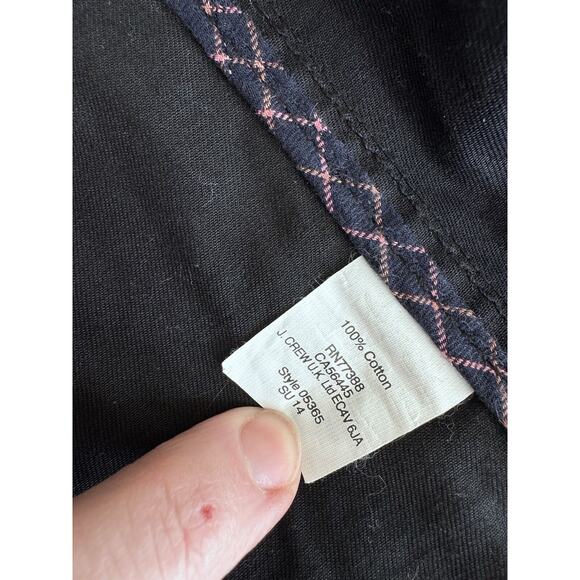 100% Cotton
RN77388
CA56445
J. CREW U.K. Ltd EC4V 6JA
Style 05365
SU 14